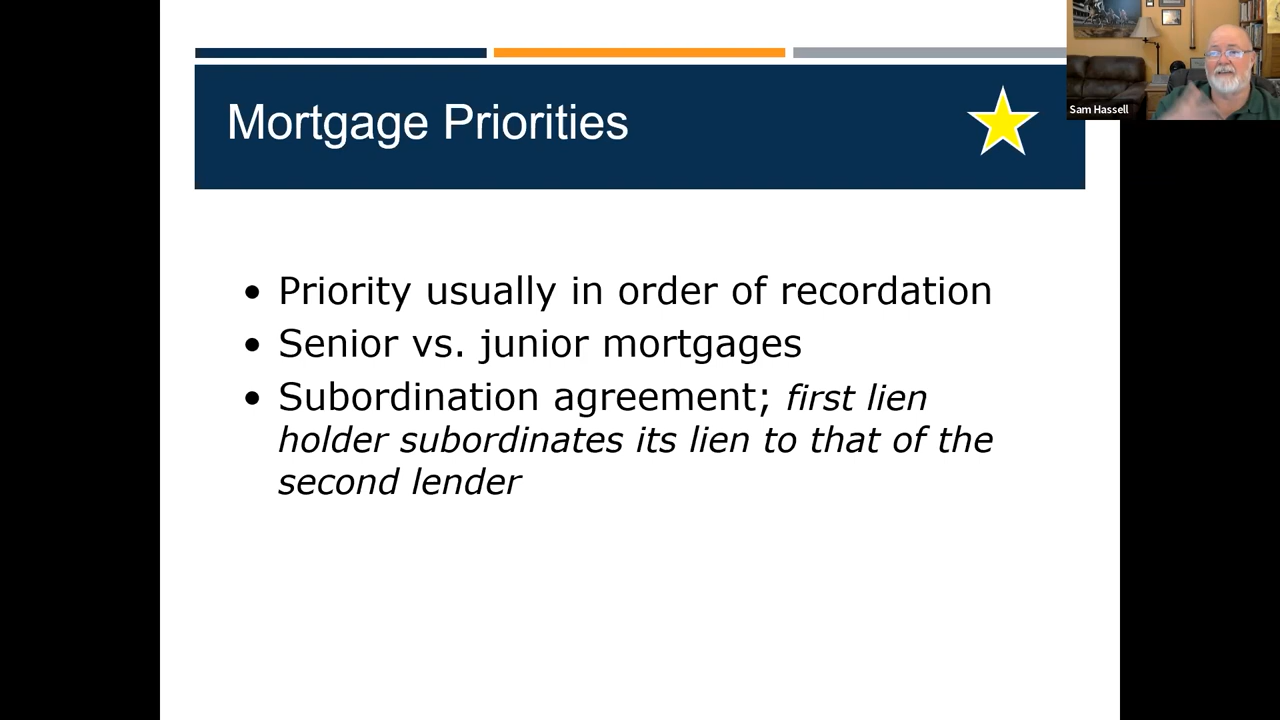 Mortgage Priorities
Sam Hassell
• Priority usually in order of recordation
• Senior vs. junior mortgages
• Subordination agreement; first lien
holder subordinates its lien to that of the
second lender